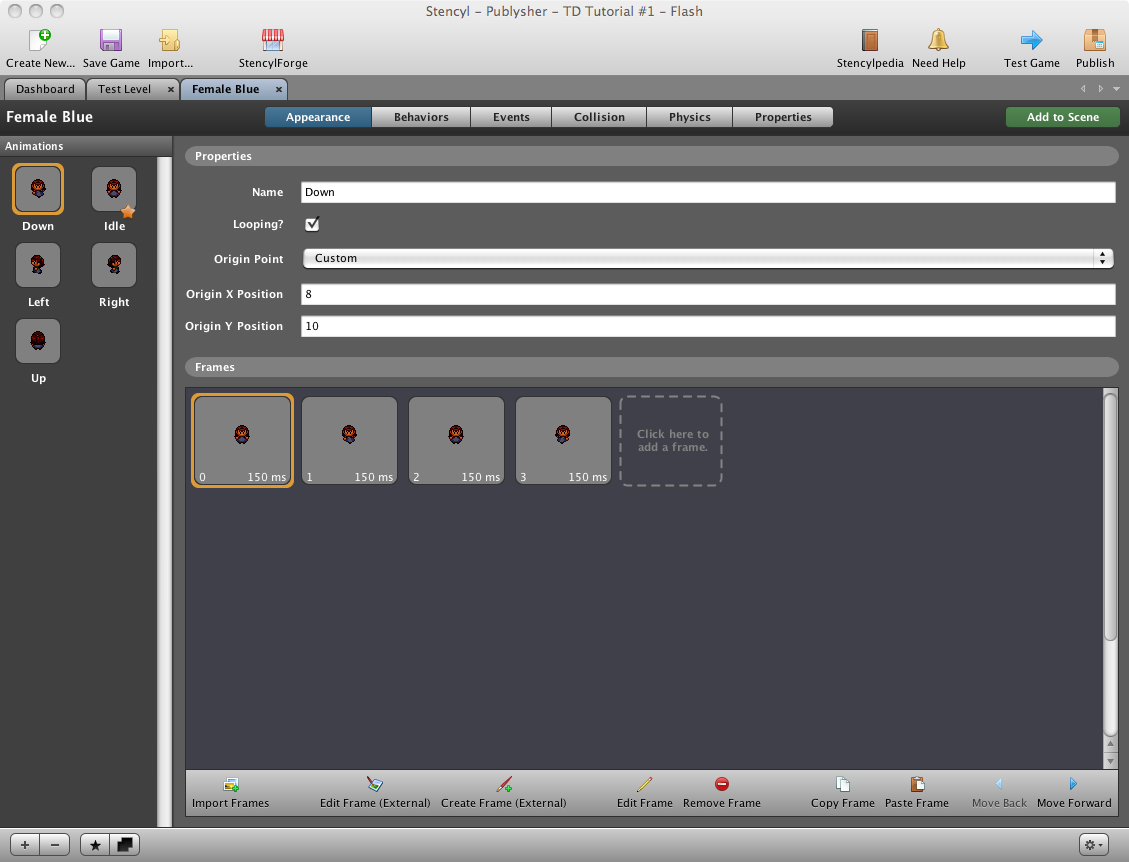 Stencyl – Publysher – TD Tutorial #1 – Flash
Create New... Save Game Import... StencylForge Stencylpedia Need Help Test Game Publish
Dashboard Test Level × Female Blue ×
Female Blue Appearance Behaviors Events Collision Physics Properties Add to Scene
Animations
Down Idle
Left Right
Up
Properties
Name Down
Looping?
Origin Point Custom
Origin X Position 8
Origin Y Position 10
Frames
Click here to
add a frame.
0 150 ms 1 150 ms 2 150 ms 3 150 ms
Import Frames Edit Frame (External) Create Frame (External) Edit Frame Remove Frame Copy Frame Paste Frame Move Back Move Forward